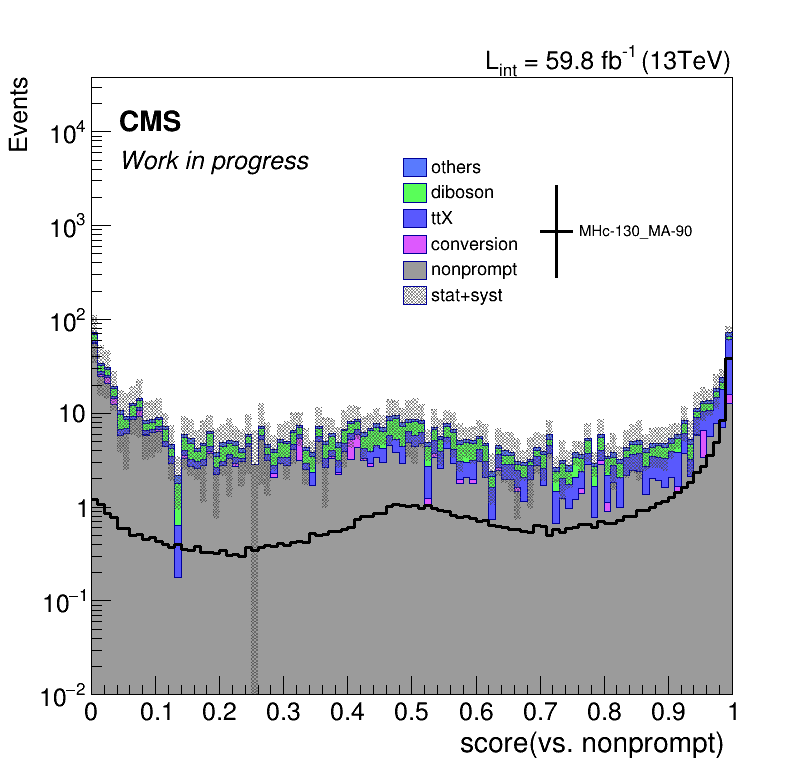 L_int = 59.8 fb^-1 (13TeV)
Events
CMS
Work in progress
others
diboson
ttX
conversion
nonprompt
stat+syst
MHc-130_MA-90
10^4
10^3
10^2
10
1
10^−1
10^−2
0 0.1 0.2 0.3 0.4 0.5 0.6 0.7 0.8 0.9 1
score(vs. nonprompt)